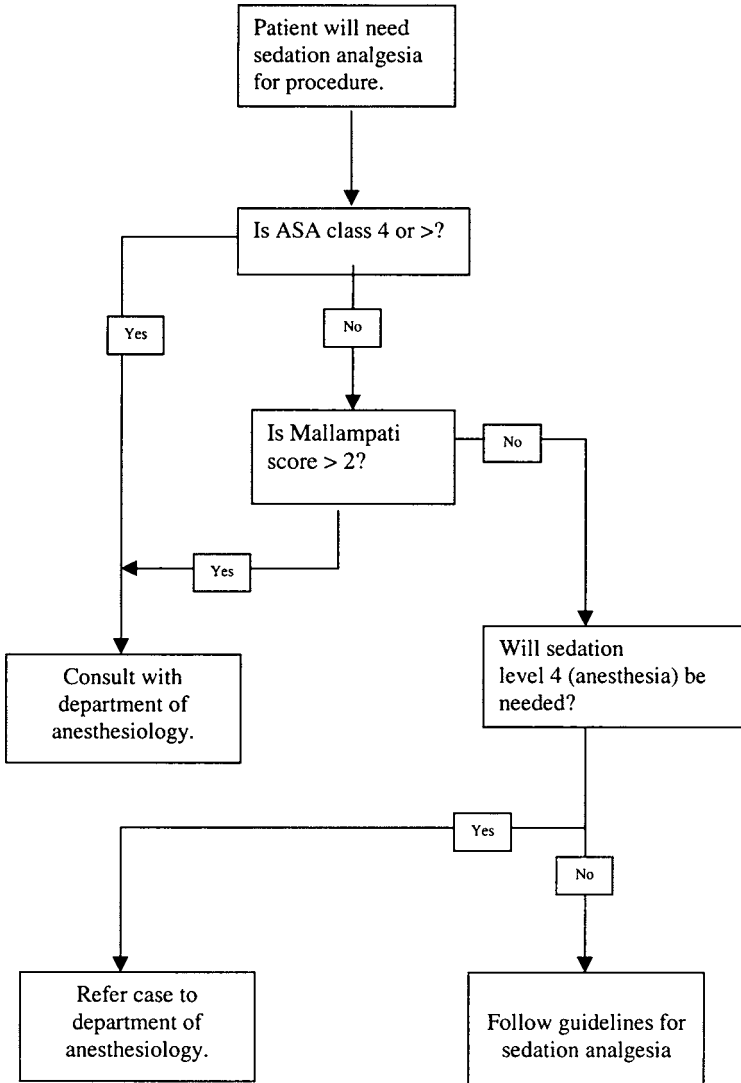 Patient will need
sedation analgesia
for procedure.
Is ASA class 4 or >?
Yes
No
Is Mallampati
score > 2?
No
Yes
Will sedation
level 4 (anesthesia) be
needed?
Consult with
department of
anesthesiology.
Yes
No
Refer case to
department of
anesthesiology.
Follow guidelines for
sedation analgesia